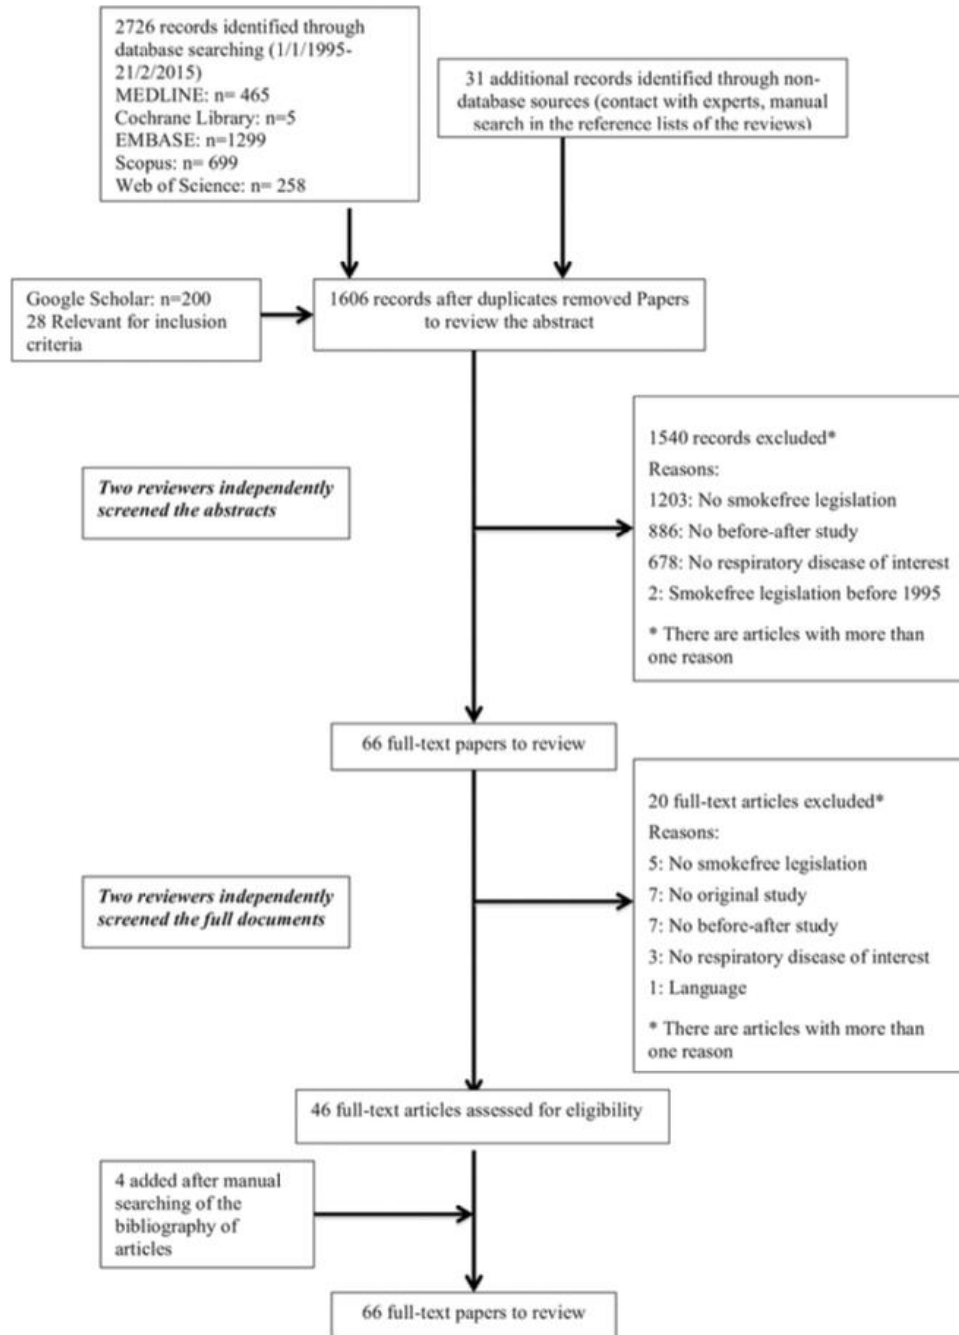 2726 records identified through
database searching (1/1/1995-
21/2/2015)
MEDLINE: n= 465
Cochrane Library: n=5
EMBASE: n=1299
Scopus: n= 699
Web of Science: n= 258
31 additional records identified through non-
database sources (contact with experts, manual
search in the reference lists of the reviews)
Google Scholar: n=200
28 Relevant for inclusion
criteria
1606 records after duplicates removed Papers
to review the abstract
1540 records excluded*
Reasons:
1203: No smokefree legislation
886: No before-after study
678: No respiratory disease of interest
2: Smokefree legislation before 1995
* There are articles with more than
one reason
Two reviewers independently
screened the abstracts
66 full-text papers to review
20 full-text articles excluded*
Reasons:
5: No smokefree legislation
7: No original study
7: No before-after study
3: No respiratory disease of interest
1: Language
* There are articles with more than
one reason
Two reviewers independently
screened the full documents
46 full-text articles assessed for eligibility
4 added after manual
searching of the
bibliography of
articles
66 full-text papers to review